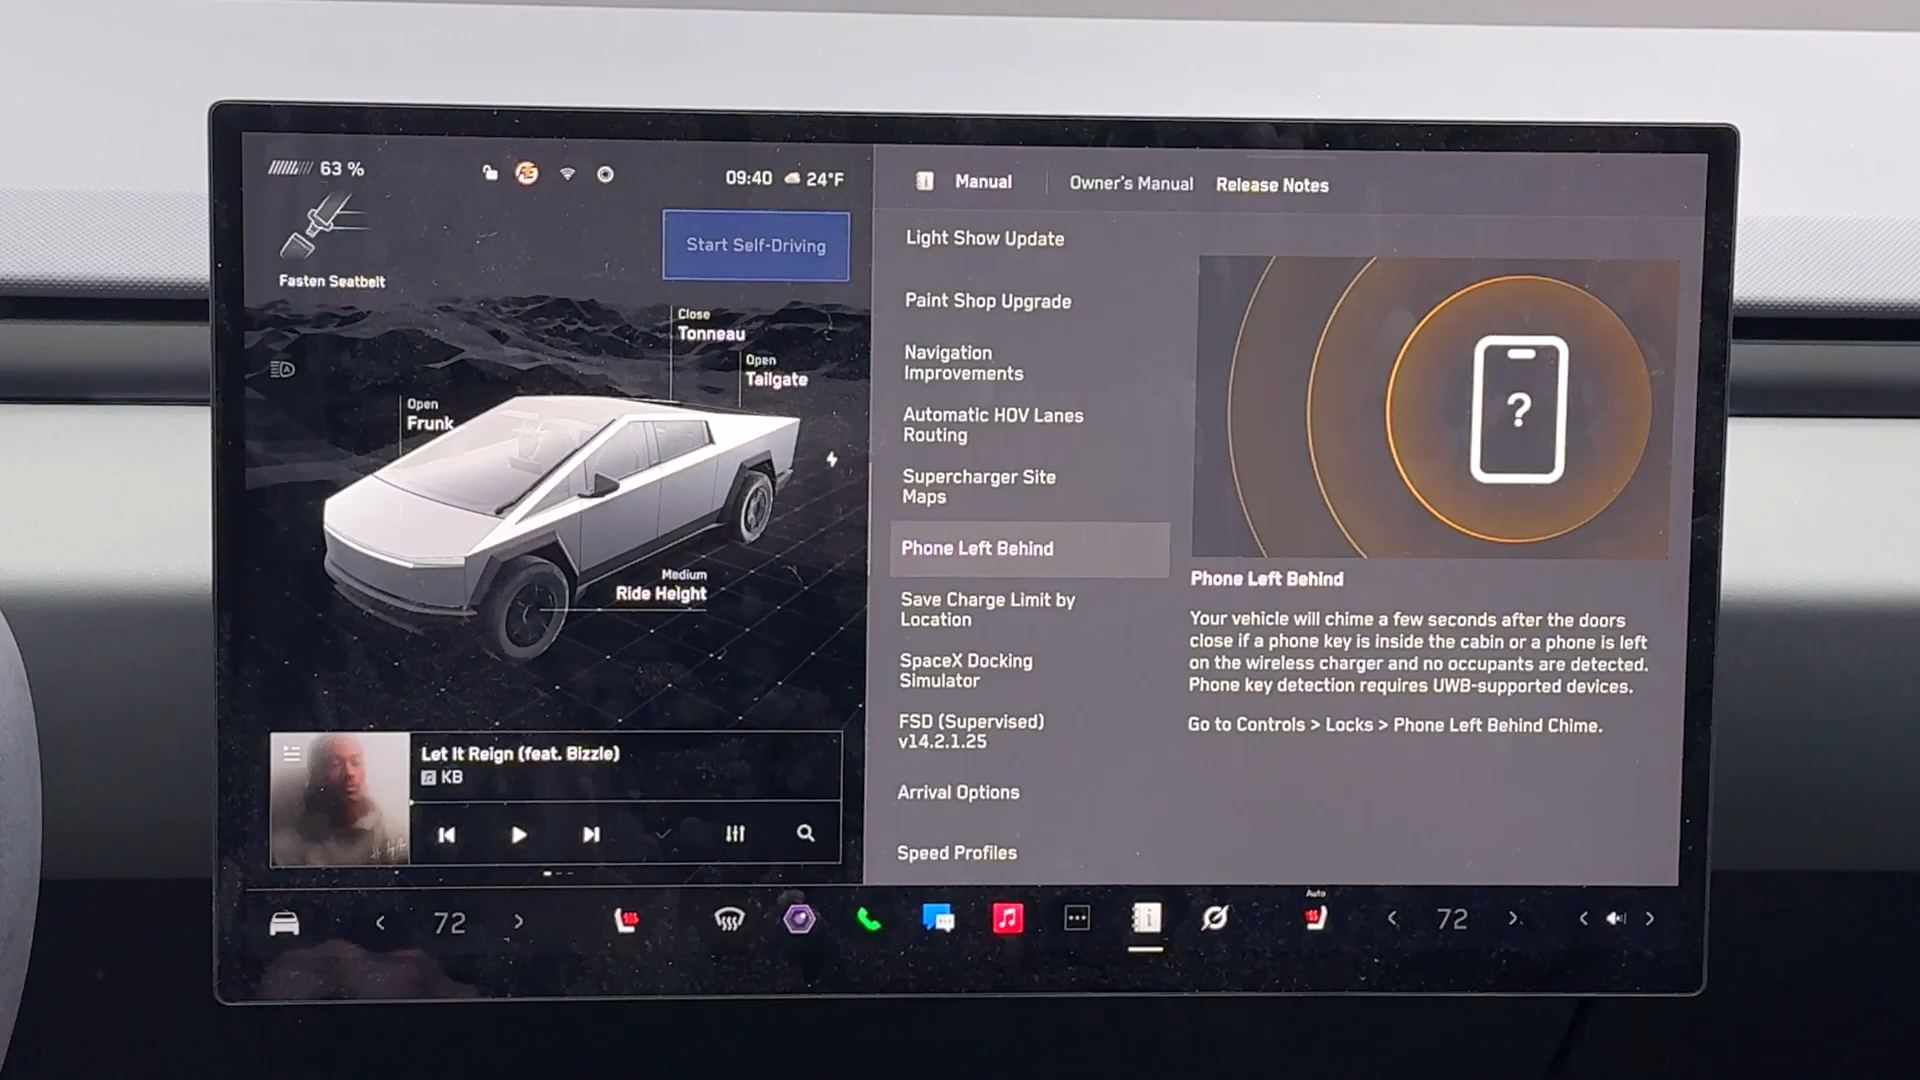 63 %
09:40
24°F
Fasten Seatbelt
Start Self-Driving
Close
Tonneau
Open
Tailgate
Open
Frunk
Medium
Ride Height
Let It Reign (feat. Bizzle)
KB
Manual
Owner's Manual
Release Notes
Light Show Update
Paint Shop Upgrade
Navigation
Improvements
Automatic HOV Lanes
Routing
Supercharger Site
Maps
Phone Left Behind
Save Charge Limit by
Location
SpaceX Docking
Simulator
FSD (Supervised)
v14.2.1.25
Arrival Options
Speed Profiles
?
Phone Left Behind
Your vehicle will chime a few seconds after the doors
close if a phone key is inside the cabin or a phone is left
on the wireless charger and no occupants are detected.
Phone key detection requires UWB-supported devices.
Go to Controls > Locks > Phone Left Behind Chime.
72
Auto
72